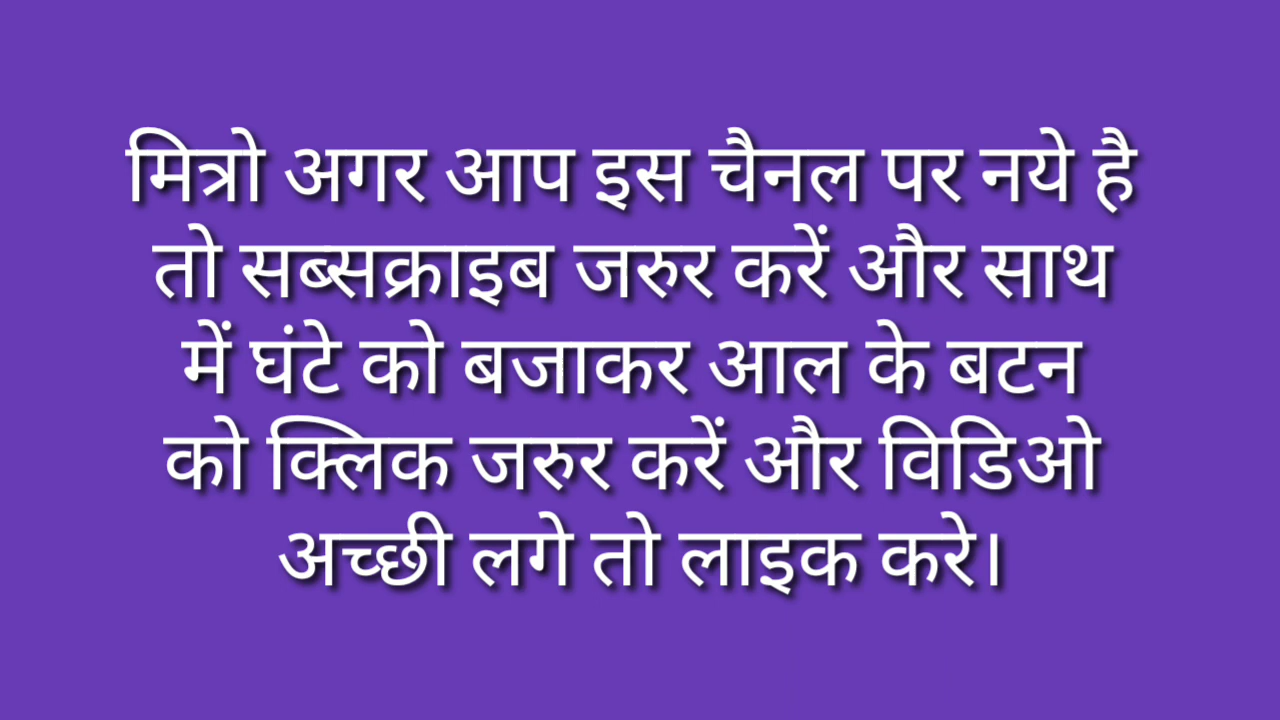 मित्रो अगर आप इस चैनल पर नये है
तो सब्सक्राइब जरुर करें और साथ
में घंटे को बजाकर आल के बटन
को क्लिक जरुर करें और विडिओ
अच्छी लगे तो लाइक करे।